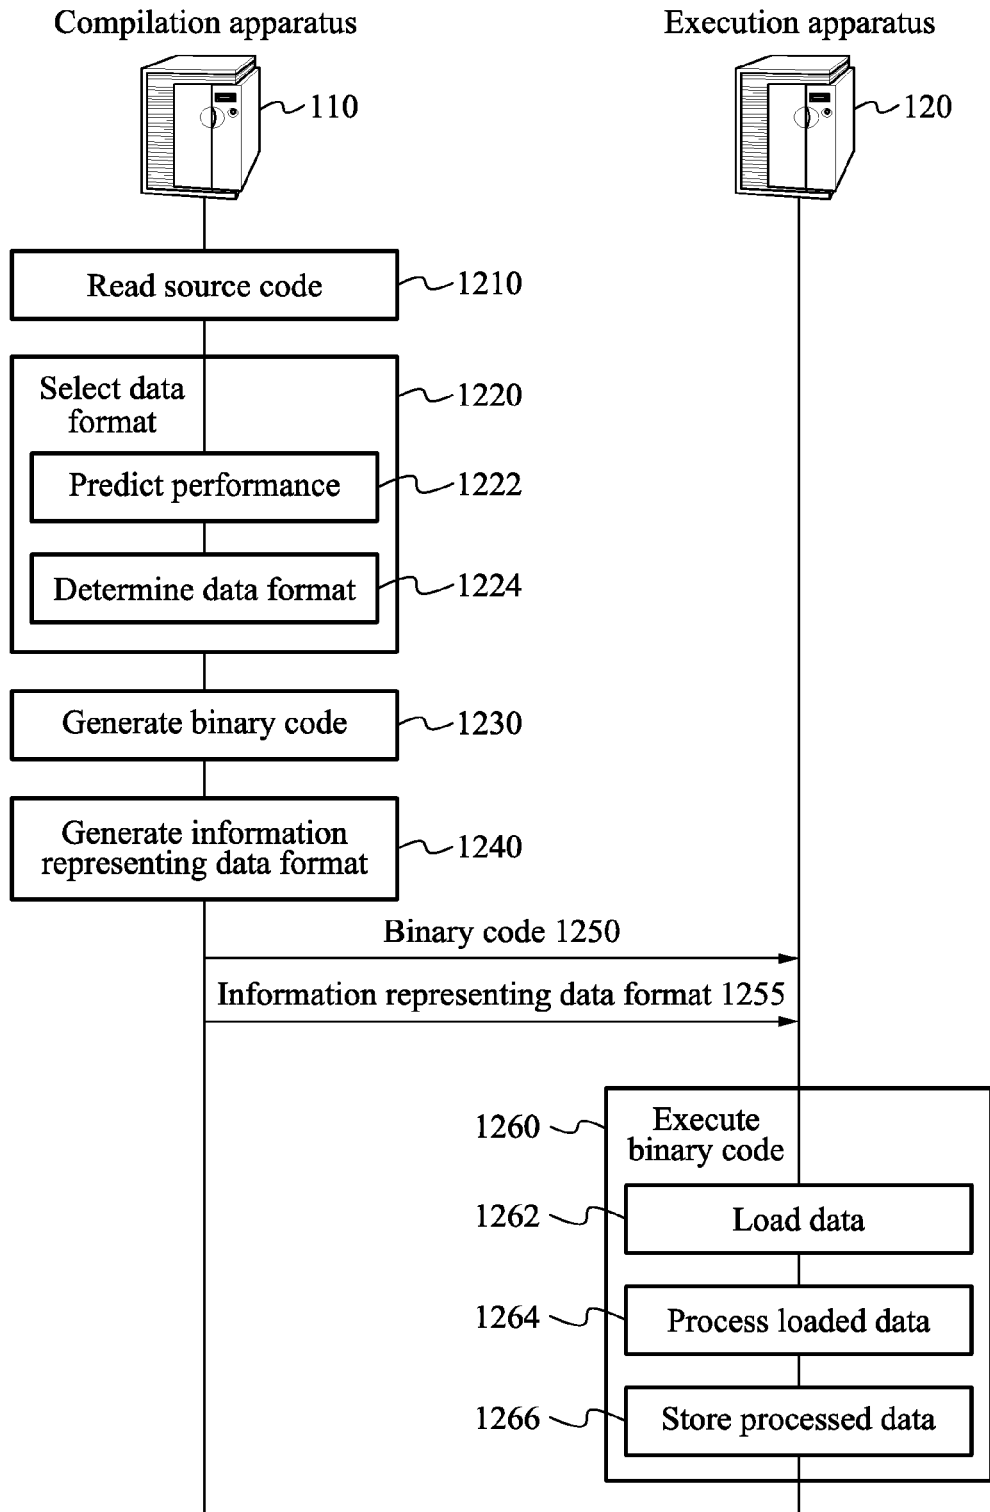 Compilation apparatus
Execution apparatus
110
120
Read source code
1210
Select data
format
1220
Predict performance
1222
Determine data format
1224
Generate binary code
1230
Generate information
representing data format
1240
Binary code 1250
Information representing data format 1255
1260
Execute
binary code
1262
Load data
1264
Process loaded data
1266
Store processed data